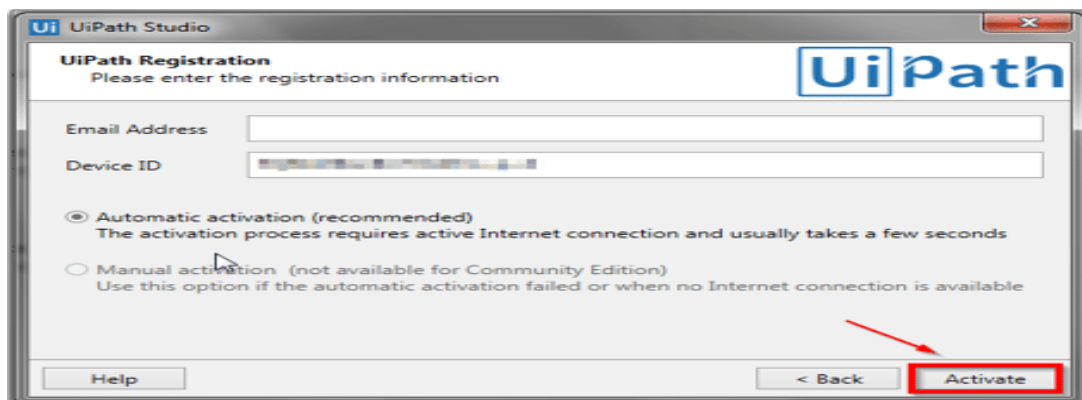 Ui UiPath Studio
UiPath Registration
Please enter the registration information
UiPath
Email Address
Device ID
Automatic activation (recommended)
The activation process requires active Internet connection and usually takes a few seconds
Manual activation (not available for Community Edition)
Use this option if the automatic activation failed or when no Internet connection is available
Help
< Back
Activate